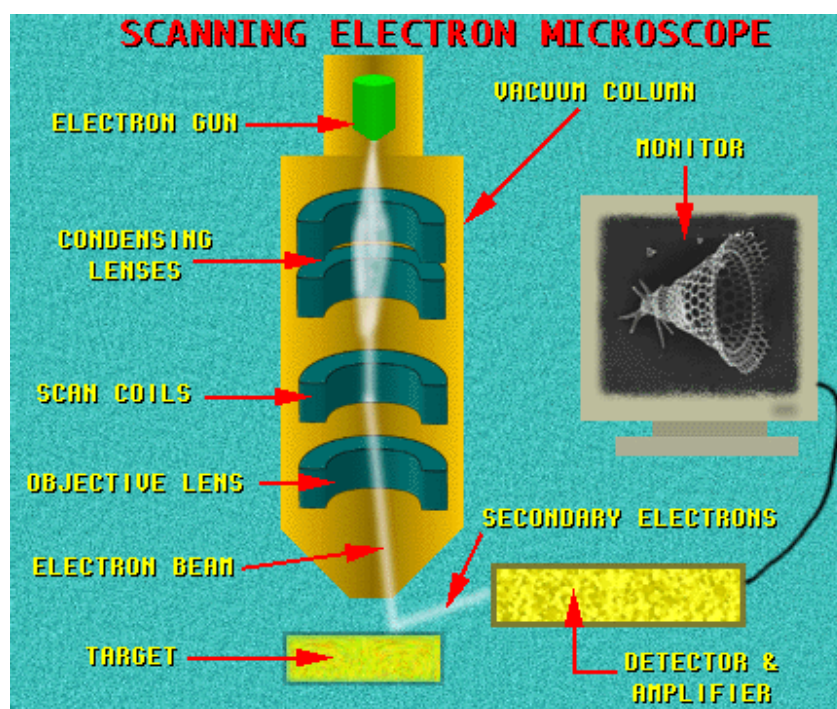 SCANNING ELECTRON MICROSCOPE
VACUUM COLUMN
ELECTRON GUN
MONITOR
CONDENSING
LENSES
SCAN COILS
OBJECTIVE LENS
SECONDARY ELECTRONS
ELECTRON BEAM
TARGET
DETECTOR &
AMPLIFIER